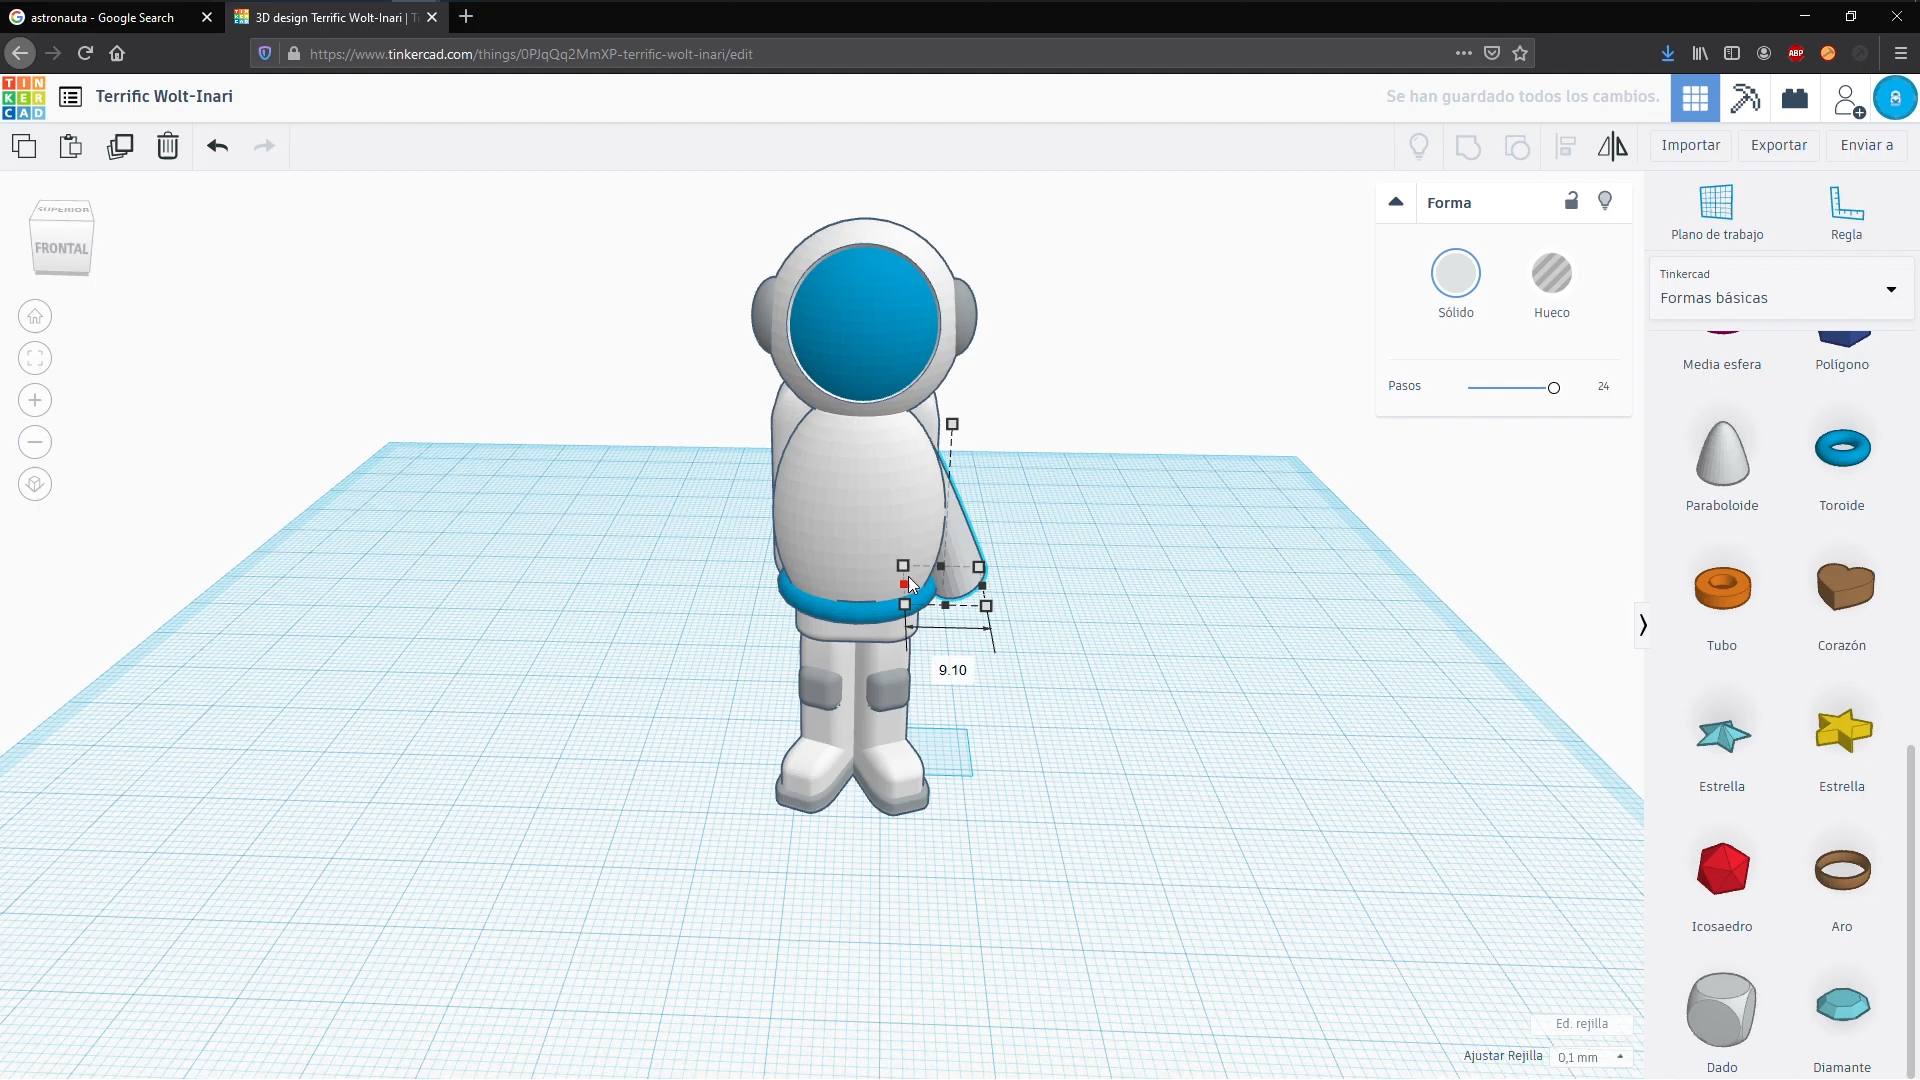 astronauta - Google Search
3D design Terrific Wolt-Inari | T
https://www.tinkercad.com/things/0PJqQq2MmXP-terrific-wolt-inari/edit
ABP
TIN
KER
CAD
Terrific Wolt-Inari
Se han guardado todos los cambios.
Importar
Exportar
Enviar a
SUPERIOR
FRONTAL
Forma
Sólido
Hueco
Pasos
24
Plano de trabajo
Regla
Tinkercad
Formas básicas
Media esfera
Polígono
Paraboloide
Toroide
Tubo
Corazón
Estrella
Estrella
Icosaedro
Aro
Dado
Diamante
9.10
Ed. rejilla
Ajustar Rejilla
0,1 mm